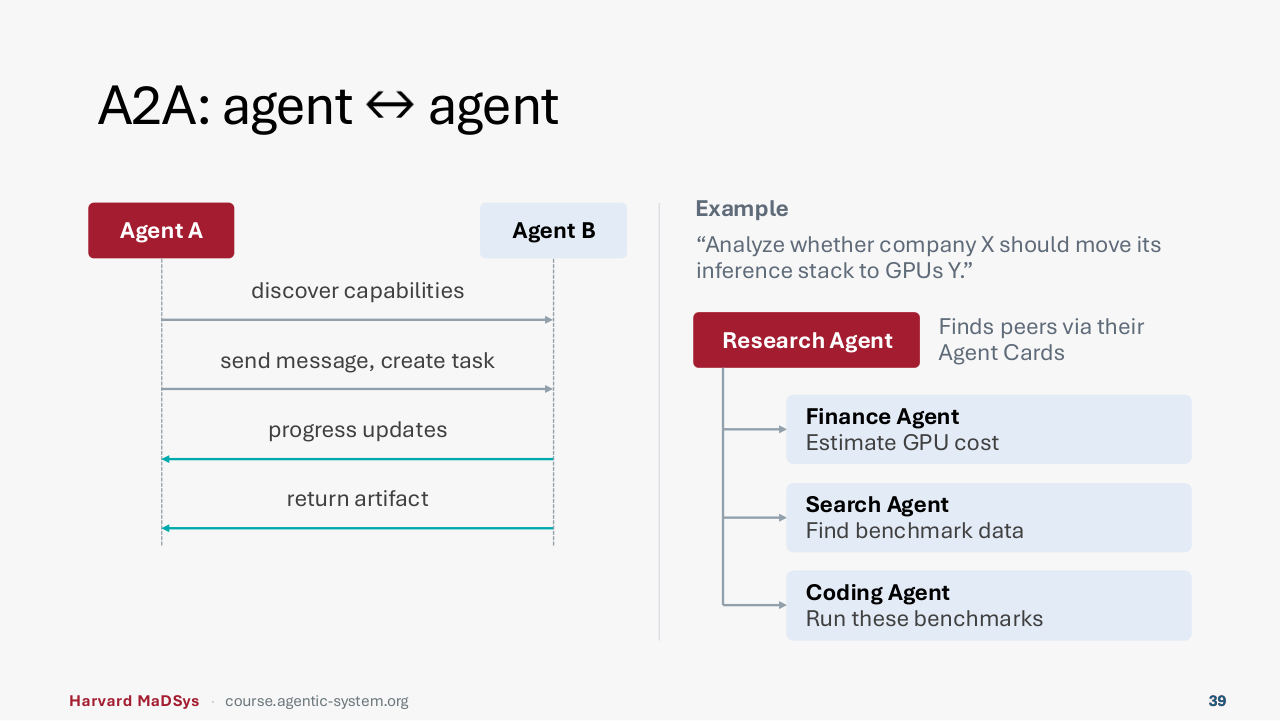 A2A: agent ↔ agent
Agent A
Agent B
discover capabilities
send message, create task
progress updates
return artifact
Example
“Analyze whether company X should move its
inference stack to GPUs Y.”
Research Agent
Finds peers via their
Agent Cards
Finance Agent
Estimate GPU cost
Search Agent
Find benchmark data
Coding Agent
Run these benchmarks
Harvard MaDSys · course.agentic-system.org
39